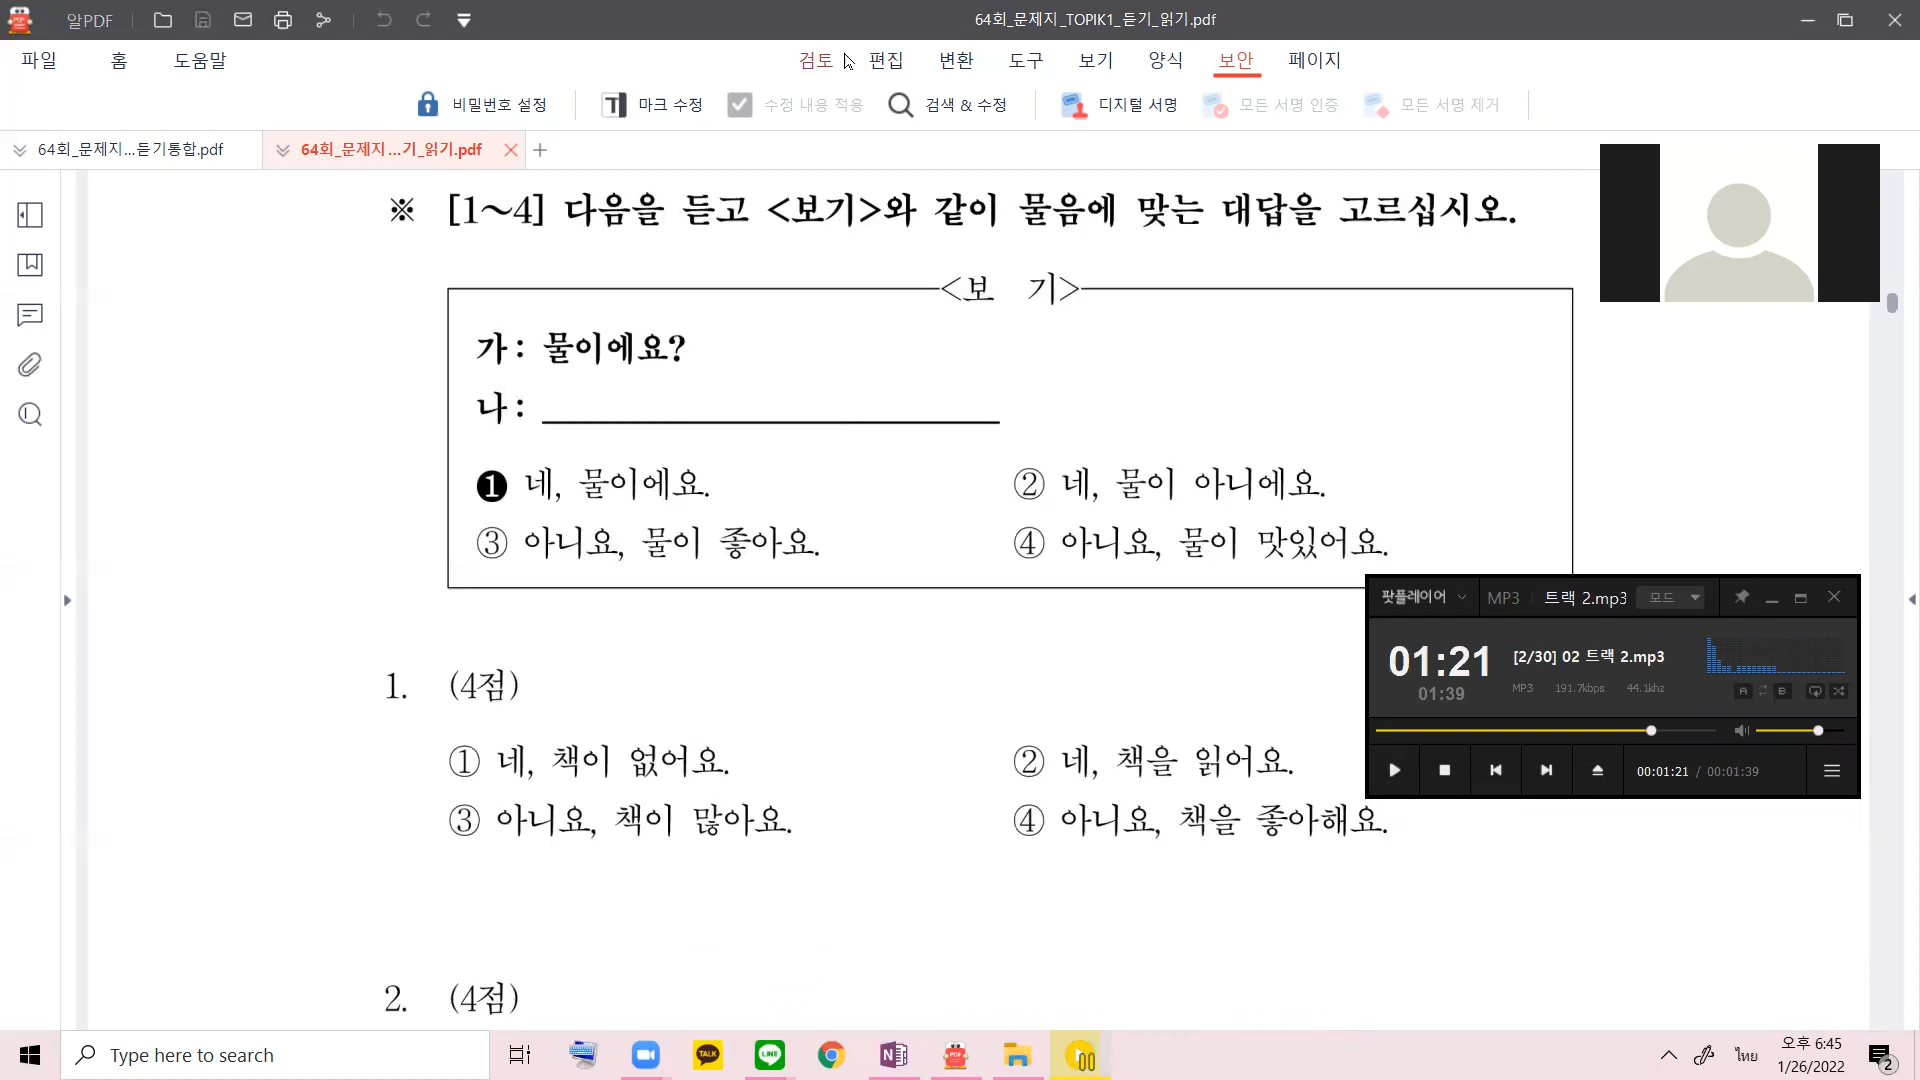 알PDF
64회_문제지_TOPIK1_듣기_읽기.pdf
파일 홈 도움말 검토 편집 변환 도구 보기 양식 보안 페이지
비밀번호 설정 마크 수정 수정 내용 적용 검색 & 수정 디지털 서명 모든 서명 인증 모든 서명 제거
64회_문제지...듣기통합.pdf 64회_문제지...기_읽기.pdf
※ [1~4] 다음을 듣고 <보기>와 같이 물음에 맞는 대답을 고르십시오.
<보 기>
가: 물이에요?
나:
❶ 네, 물이에요. ② 네, 물이 아니에요.
③ 아니요, 물이 좋아요. ④ 아니요, 물이 맛있어요.
1. (4점)
① 네, 책이 없어요. ② 네, 책을 읽어요.
③ 아니요, 책이 많아요. ④ 아니요, 책을 좋아해요.
2. (4점)
팟플레이어 MP3 트랙 2.mp3 모드
01:21 [2/30] 02 트랙 2.mp3
01:39 MP3 191.7kbps 44.1khz
A B
00:01:21 / 00:01:39
Type here to search
TALK
LINE
N
PDF
ไทย
오후 6:45
1/26/2022
2